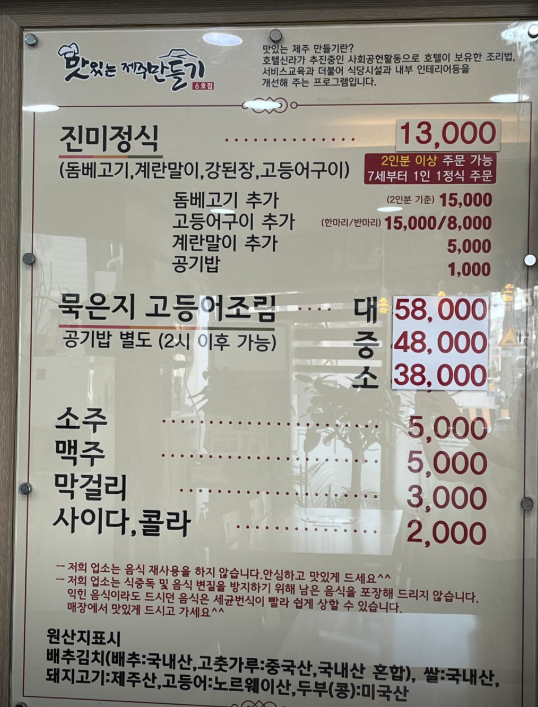 맛있는 제주만들기
6호점
맛있는 제주 만들기란?
호텔신라가 추진중인 사회공헌활동으로 호텔이 보유한 조리법,
서비스교육과 더불어 식당시설과 내부 인테리어등을
개선해 주는 프로그램입니다.
진미정식 13,000
(돔베고기,계란말이,강된장,고등어구이) 2인분 이상 주문 가능
7세부터 1인 1정식 주문
돔베고기 추가 (2인분 기준) 15,000
고등어구이 추가 (한마리/반마리) 15,000/8,000
계란말이 추가 5,000
공기밥 1,000
묵은지 고등어조림 대 58,000
공기밥 별도 (2시 이후 가능) 중 48,000
소 38,000
소주 5,000
맥주 5,000
막걸리 3,000
사이다,콜라 2,000
- 저희 업소는 음식 재사용을 하지 않습니다.안심하고 맛있게 드세요^^
- 저희 업소는 식중독 및 음식 변질을 방지하기 위해 남은 음식을 포장해 드리지 않습니다.
익힌 음식이라도 드시던 음식은 세균번식이 빨라 쉽게 상할 수 있습니다.
매장에서 맛있게 드시고 가세요^^
원산지표시
배추김치(배추:국내산,고춧가루:중국산,국내산 혼합), 쌀:국내산,
돼지고기:제주산,고등어:노르웨이산,두부(콩):미국산